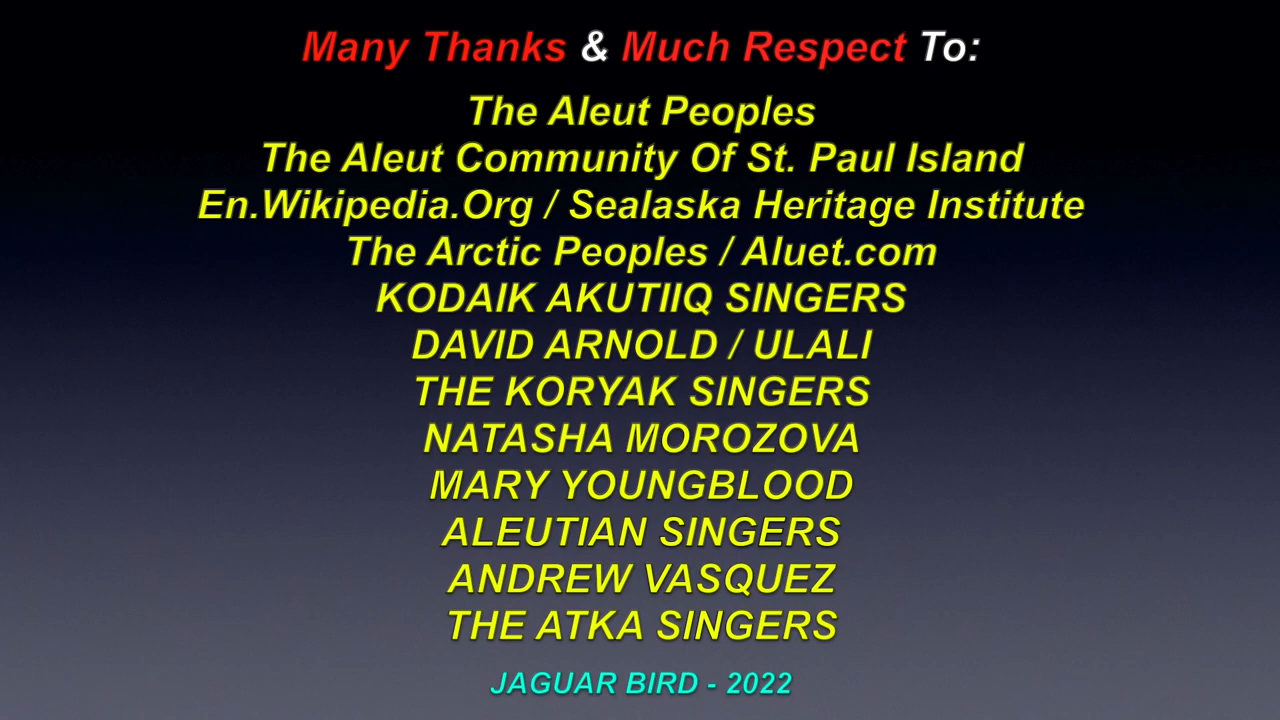 Many Thanks & Much Respect To:
The Aleut Peoples
The Aleut Community Of St. Paul Island
En.Wikipedia.Org / Sealaska Heritage Institute
The Arctic Peoples / Aluet.com
KODAIK AKUTIIQ SINGERS
DAVID ARNOLD / ULALI
THE KORYAK SINGERS
NATASHA MOROZOVA
MARY YOUNGBLOOD
ALEUTIAN SINGERS
ANDREW VASQUEZ
THE ATKA SINGERS
JAGUAR BIRD - 2022